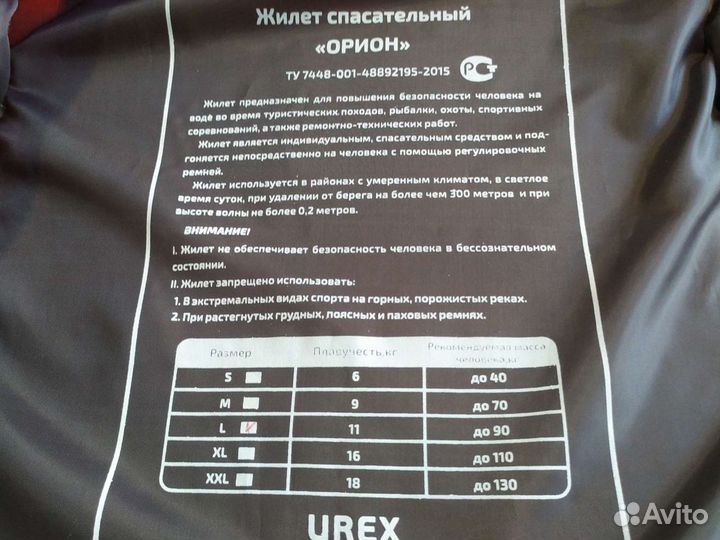 Жилет спасательный
«ОРИОН»
ТУ 7448-001-48892195-2015 РСТ
Жилет предназначен для повышения безопасности человека на
воде во время туристических походов, рыбалки, охоты, спортивных
соревнований, а также ремонтно-технических работ.
Жилет является индивидуальным, спасательным средством и под-
гоняется непосредственно на человека с помощью регулировочных
ремней.
Жилет используется в районах с умеренным климатом, в светлое
время суток, при удалении от берега на более чем 300 метров и при
высоте волны не более 0,2 метров.
ВНИМАНИЕ!
I. Жилет не обеспечивает безопасность человека в бессознательном
состоянии.
II. Жилет запрещено использовать:
1. В экстремальных видах спорта на горных, порожистых реках.
2. При растегнутых грудных, поясных и паховых ремнях.
Размер Плавучесть,кг Рекомендуемая масса
человека,кг
S 6 до 40
M 9 до 70
L 11 до 90
XL 16 до 110
XXL 18 до 130
UREX
Avito